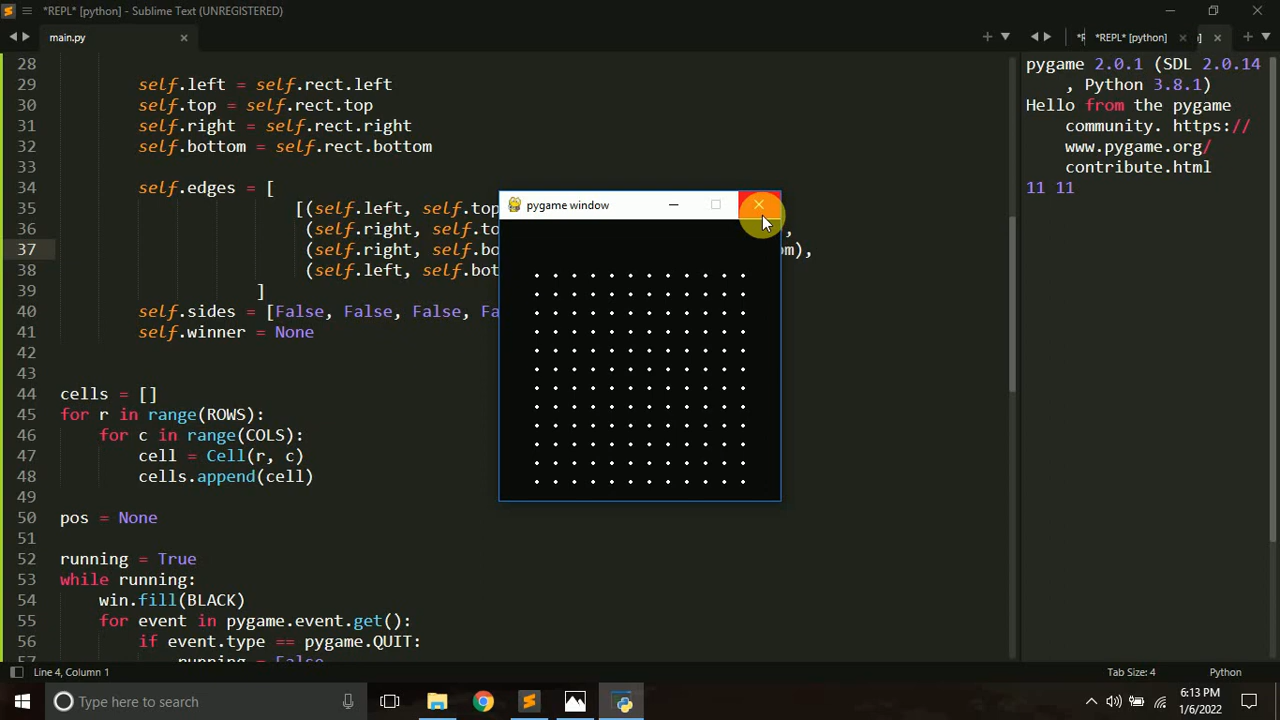 *REPL* [python] - Sublime Text (UNREGISTERED)
main.py
*REPL* [python]
28
29 self.left = self.rect.left
30 self.top = self.rect.top
31 self.right = self.rect.right
32 self.bottom = self.rect.bottom
33
34 self.edges = [
35 [(self.left, self.top
36 (self.right, self.to ,
37 (self.right, self.bo om),
38 (self.left, self.bot
39 ]
40 self.sides = [False, False, False, Fa
41 self.winner = None
42
43
44 cells = []
45 for r in range(ROWS):
46 for c in range(COLS):
47 cell = Cell(r, c)
48 cells.append(cell)
49
50 pos = None
51
52 running = True
53 while running:
54 win.fill(BLACK)
55 for event in pygame.event.get():
56 if event.type == pygame.QUIT:
57 running = False
pygame window
pygame 2.0.1 (SDL 2.0.14
, Python 3.8.1)
Hello from the pygame
community. https://
www.pygame.org/
contribute.html
11 11
Line 4, Column 1
Tab Size: 4
Python
Type here to search
6:13 PM
1/6/2022